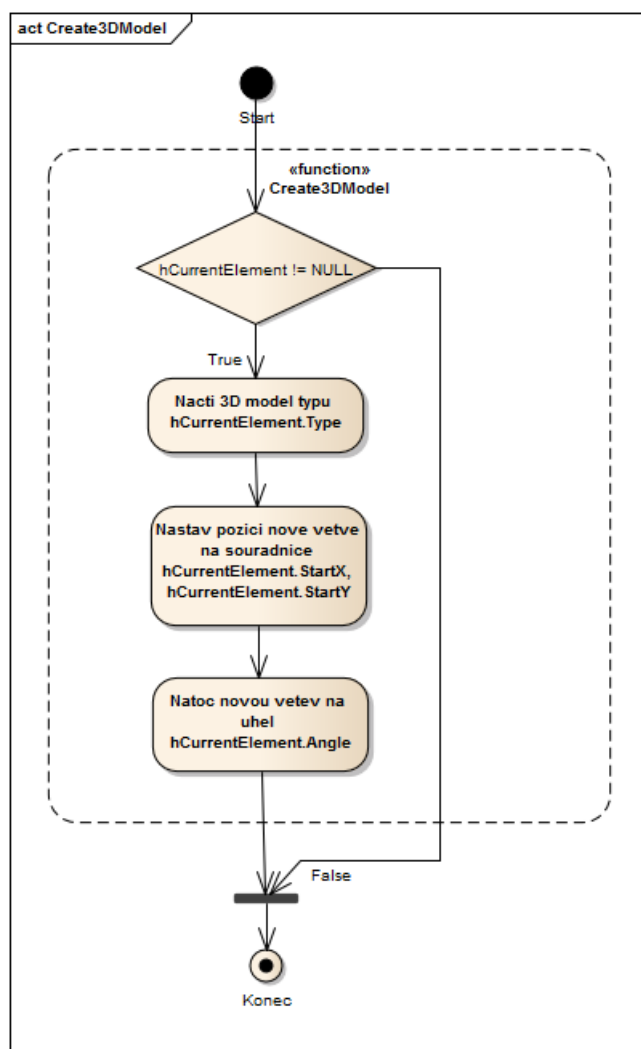 act Create3DModel
Start
«function»
Create3DModel
hCurrentElement != NULL
True
Nacti 3D model typu
hCurrentElement.Type
Nastav pozici nove vetve
na souradnice
hCurrentElement.StartX,
hCurrentElement.StartY
Natoc novou vetev na
uhel
hCurrentElement.Angle
False
Konec